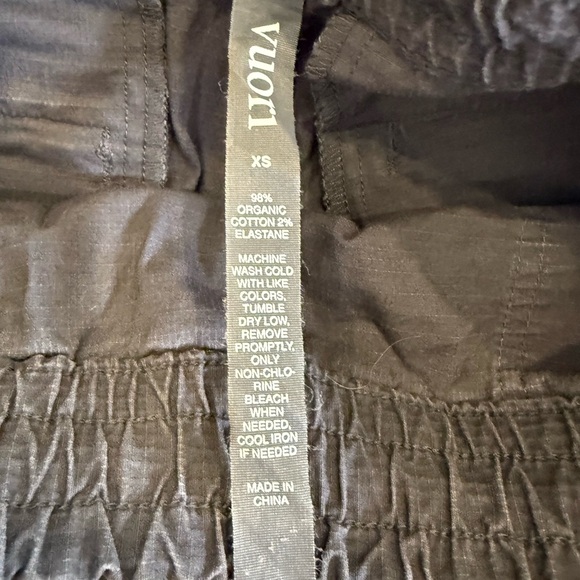 vuori
XS
98%
ORGANIC
COTTON 2%
ELASTANE
MACHINE
WASH COLD
WITH LIKE
COLORS,
TUMBLE
DRY LOW,
REMOVE
PROMPTLY,
ONLY
NON-CHLO-
RINE
BLEACH
WHEN
NEEDED,
COOL IRON
IF NEEDED
MADE IN
CHINA